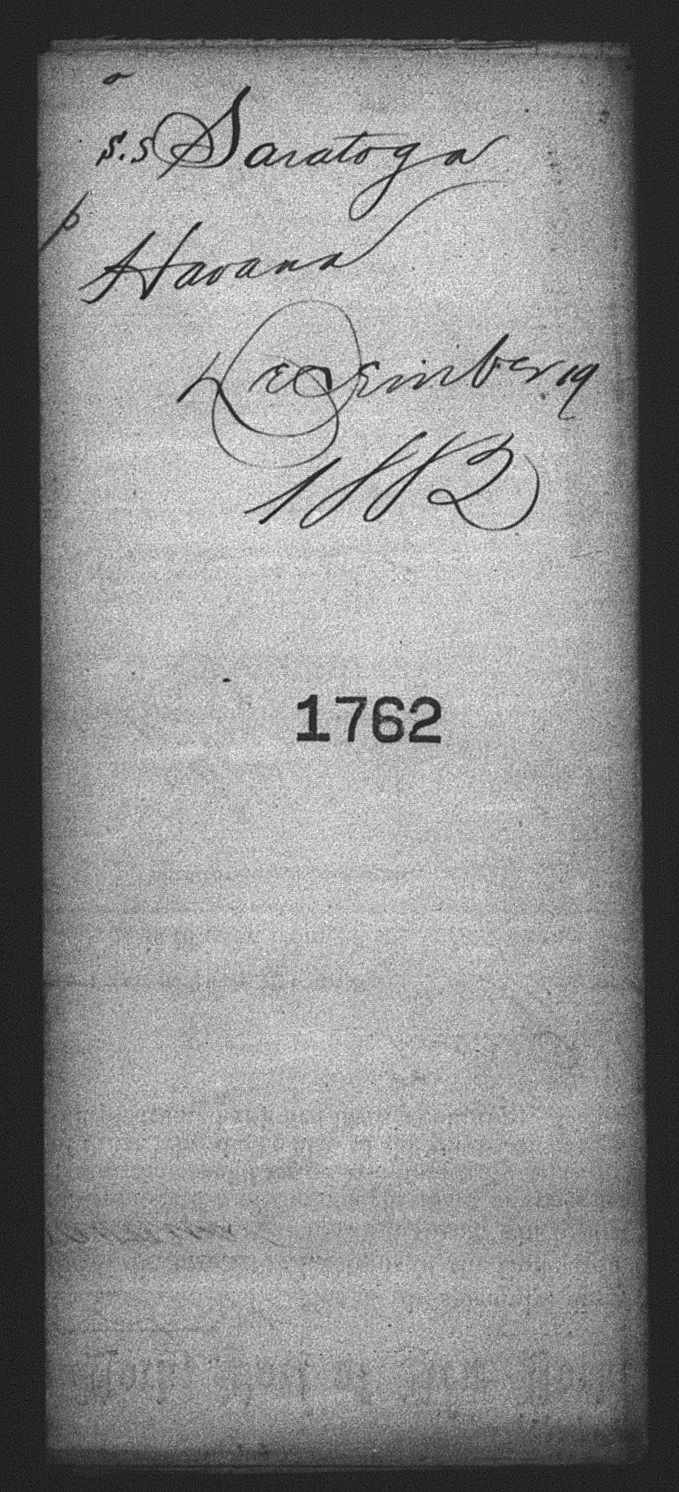 S.S Saratoga
Havana
December 19
1882
1762